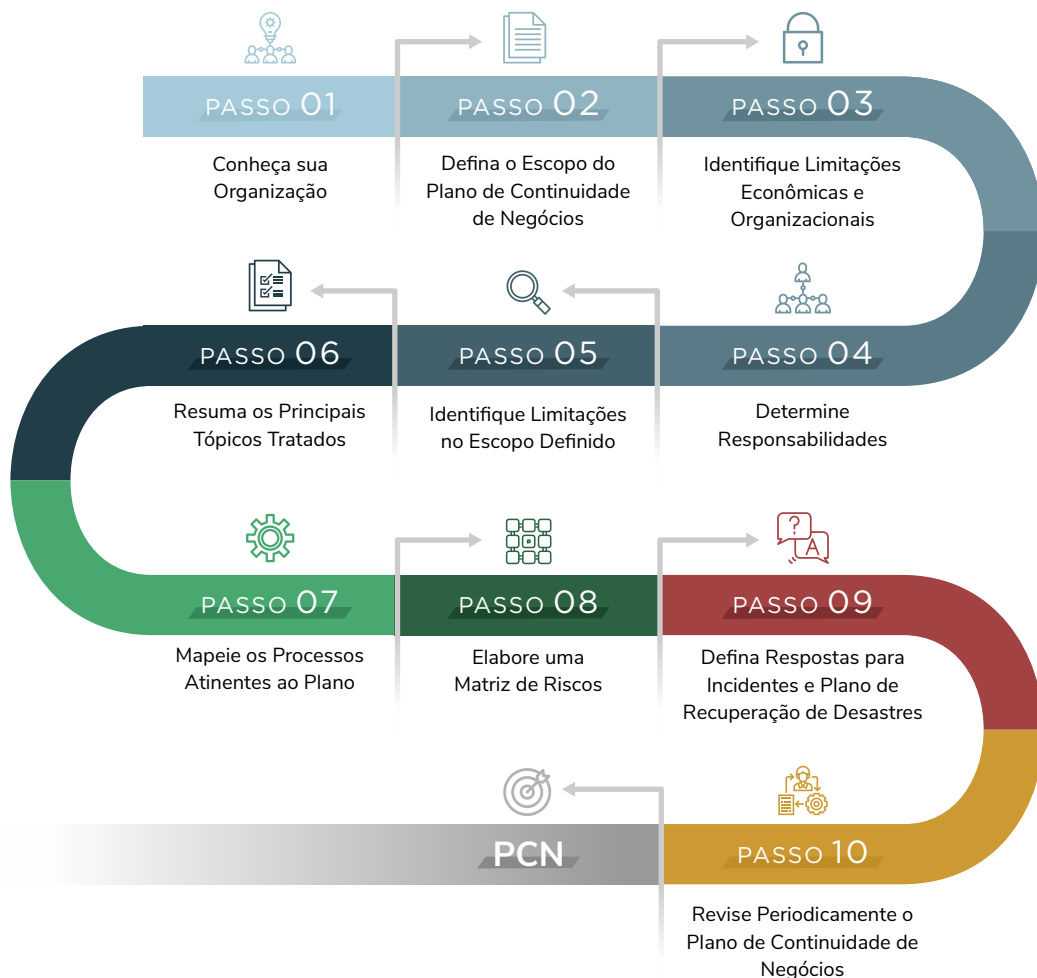 PASSO 01
Conheça sua
Organização
PASSO 02
Defina o Escopo do
Plano de Continuidade
de Negócios
PASSO 03
Identifique Limitações
Econômicas e
Organizacionais
PASSO 04
Determine
Responsabilidades
PASSO 05
Identifique Limitações
no Escopo Definido
PASSO 06
Resuma os Principais
Tópicos Tratados
PASSO 07
Mapeie os Processos
Atinentes ao Plano
PASSO 08
Elabore uma
Matriz de Riscos
?
A
PASSO 09
Defina Respostas para
Incidentes e Plano de
Recuperação de Desastres
PASSO 10
Revise Periodicamente o
Plano de Continuidade de
Negócios
PCN